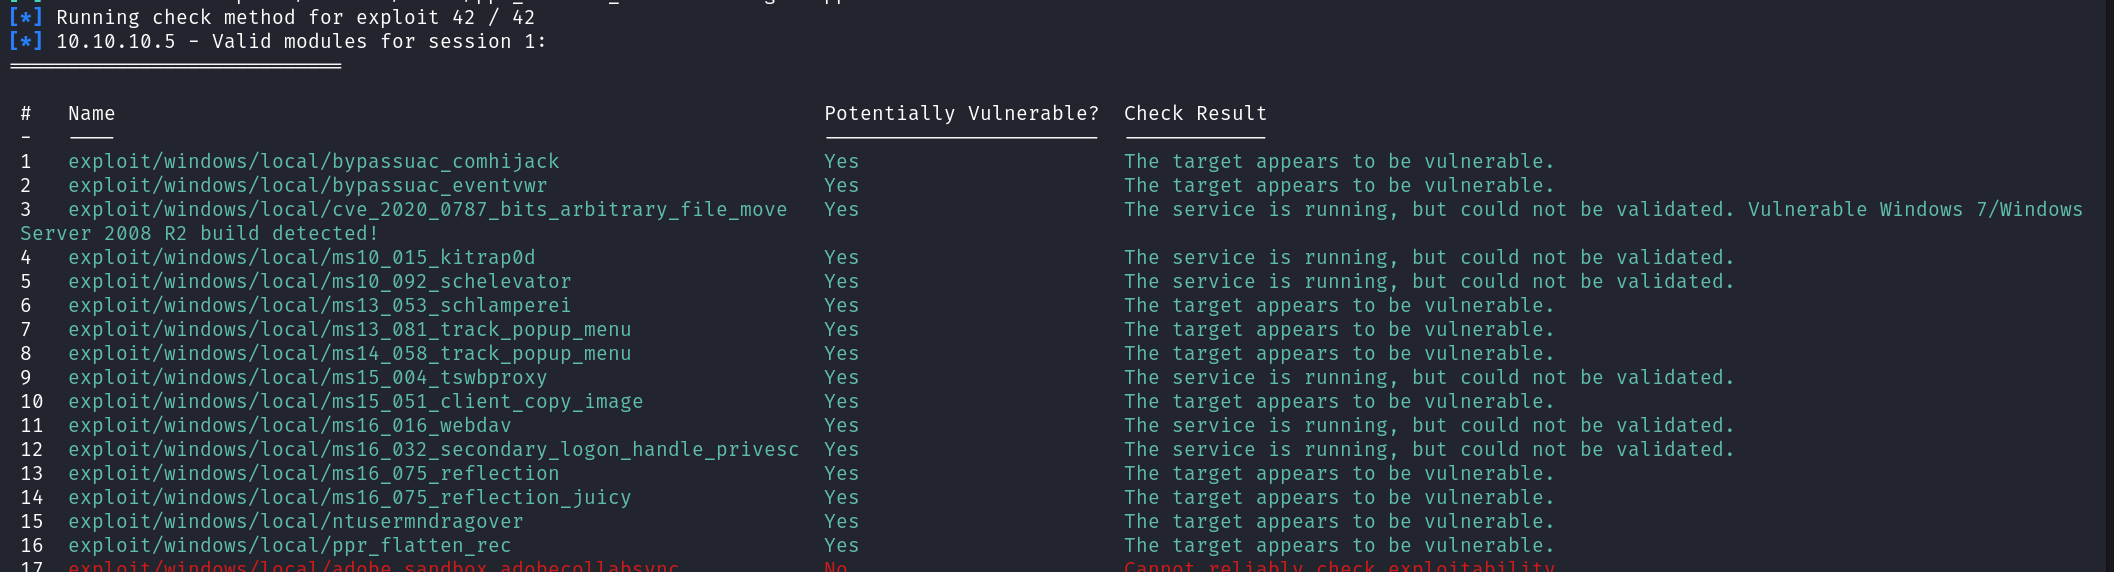 [*] Running check method for exploit 42 / 42
[*] 10.10.10.5 - Valid modules for session 1:
# Name Potentially Vulnerable? Check Result
- ---- ----------------------- ------------
1 exploit/windows/local/bypassuac_comhijack Yes The target appears to be vulnerable.
2 exploit/windows/local/bypassuac_eventvwr Yes The target appears to be vulnerable.
3 exploit/windows/local/cve_2020_0787_bits_arbitrary_file_move Yes The service is running, but could not be validated. Vulnerable Windows 7/Windows
Server 2008 R2 build detected!
4 exploit/windows/local/ms10_015_kitrap0d Yes The service is running, but could not be validated.
5 exploit/windows/local/ms10_092_schelevator Yes The service is running, but could not be validated.
6 exploit/windows/local/ms13_053_schlamperei Yes The target appears to be vulnerable.
7 exploit/windows/local/ms13_081_track_popup_menu Yes The target appears to be vulnerable.
8 exploit/windows/local/ms14_058_track_popup_menu Yes The target appears to be vulnerable.
9 exploit/windows/local/ms15_004_tswbproxy Yes The service is running, but could not be validated.
10 exploit/windows/local/ms15_051_client_copy_image Yes The target appears to be vulnerable.
11 exploit/windows/local/ms16_016_webdav Yes The service is running, but could not be validated.
12 exploit/windows/local/ms16_032_secondary_logon_handle_privesc Yes The service is running, but could not be validated.
13 exploit/windows/local/ms16_075_reflection Yes The target appears to be vulnerable.
14 exploit/windows/local/ms16_075_reflection_juicy Yes The target appears to be vulnerable.
15 exploit/windows/local/ntusermndragover Yes The target appears to be vulnerable.
16 exploit/windows/local/ppr_flatten_rec Yes The target appears to be vulnerable.
17 exploit/windows/local/adobe_sandbox_adobecollabsync No Cannot reliably check exploitability.